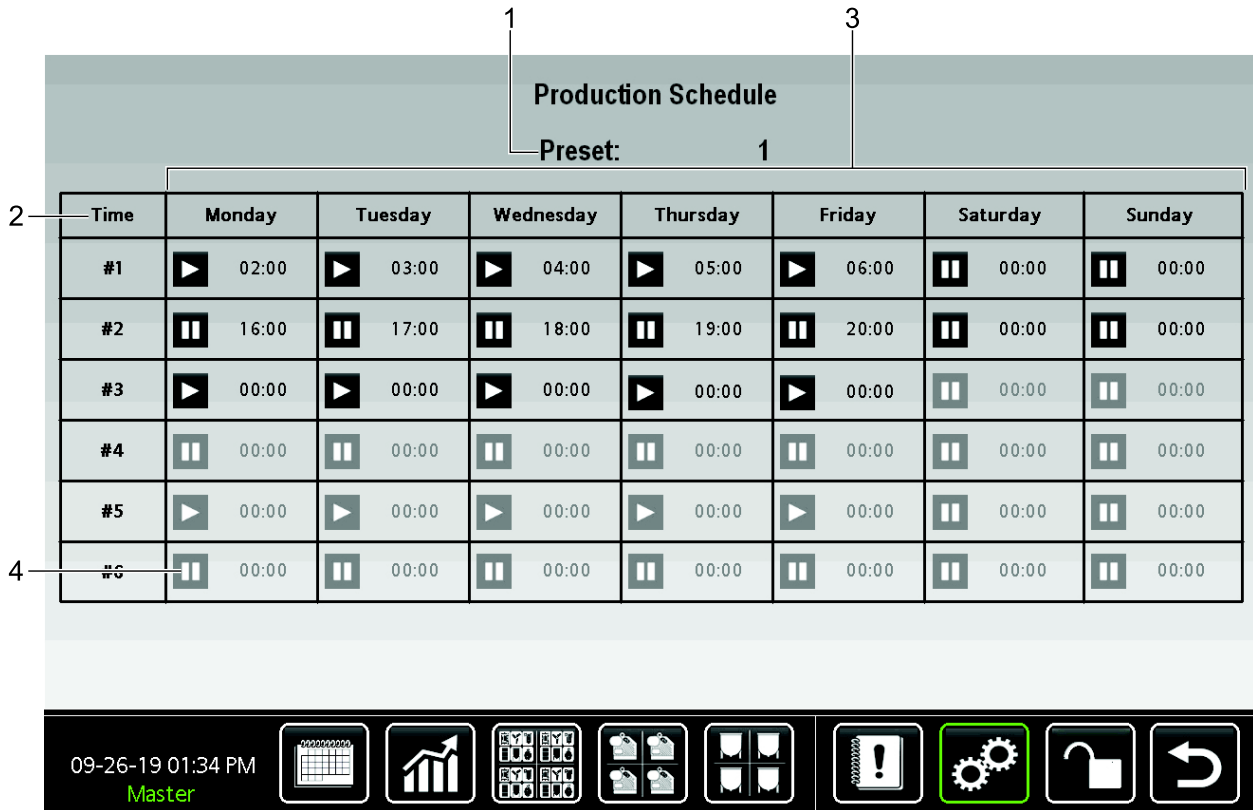 1 3
Production Schedule
Preset: 1
2
Time Monday Tuesday Wednesday Thursday Friday Saturday Sunday
#1 02:00 03:00 04:00 05:00 06:00 00:00 00:00
#2 16:00 17:00 18:00 19:00 20:00 00:00 00:00
#3 00:00 00:00 00:00 00:00 00:00 00:00 00:00
#4 00:00 00:00 00:00 00:00 00:00 00:00 00:00
#5 00:00 00:00 00:00 00:00 00:00 00:00 00:00
4 #6 00:00 00:00 00:00 00:00 00:00 00:00 00:00
09-26-19 01:34 PM
Master